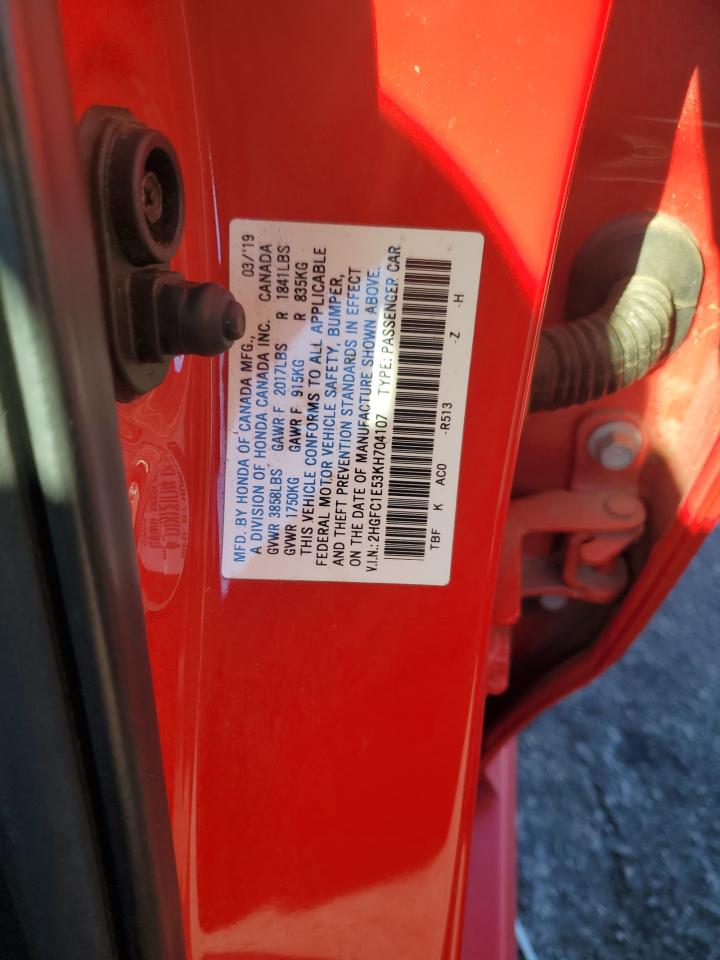 MFD. BY HONDA OF CANADA MFG., 03/'19
A DIVISION OF HONDA CANADA INC. CANADA
GVWR 3858LBS GAWR F 2017LBS R 1841LBS
GVWR 1750KG GAWR F 915KG R 835KG
THIS VEHICLE CONFORMS TO ALL APPLICABLE
FEDERAL MOTOR VEHICLE SAFETY, BUMPER,
AND THEFT PREVENTION STANDARDS IN EFFECT
ON THE DATE OF MANUFACTURE SHOWN ABOVE.
V.I.N.:2HGFC1E53KH704107 TYPE:PASSENGER CAR
TBF K AC0 -R513 -Z -H